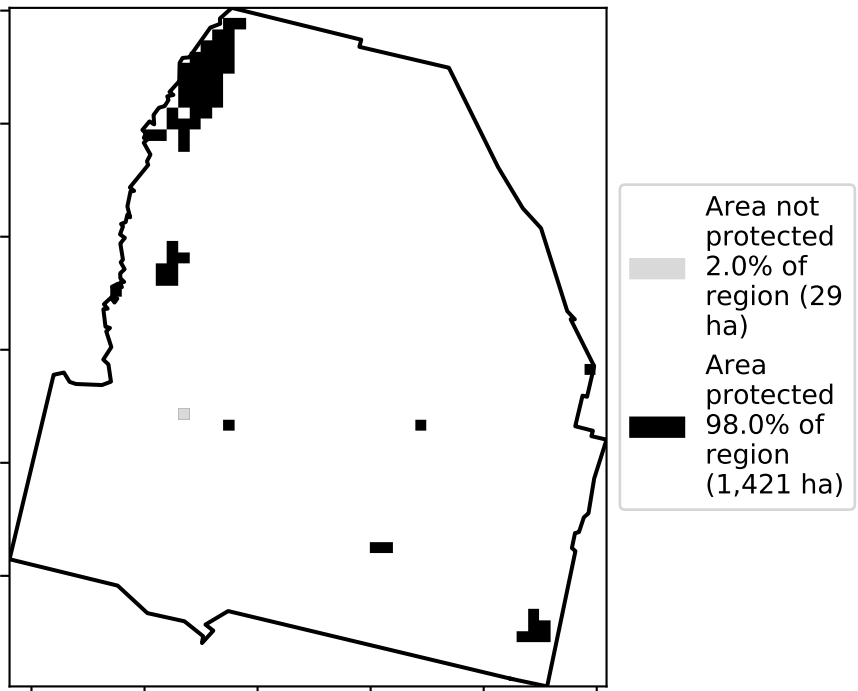 Area not
protected
2.0% of
region (29
ha)
Area
protected
98.0% of
region
(1,421 ha)